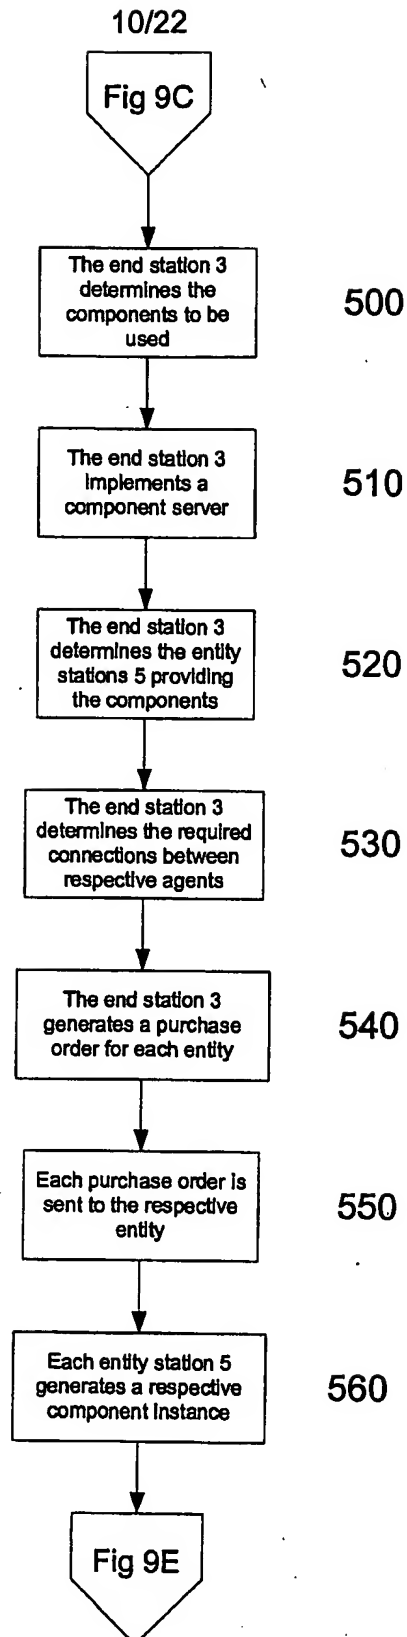 10/22
Fig 9C
The end station 3
determines the
components to be
used
500
The end station 3
implements a
component server
510
The end station 3
determines the entity
stations 5 providing
the components
520
The end station 3
determines the required
connections between
respective agents
530
The end station 3
generates a purchase
order for each entity
540
Each purchase order is
sent to the respective
entity
550
Each entity station 5
generates a respective
component instance
560
Fig 9E